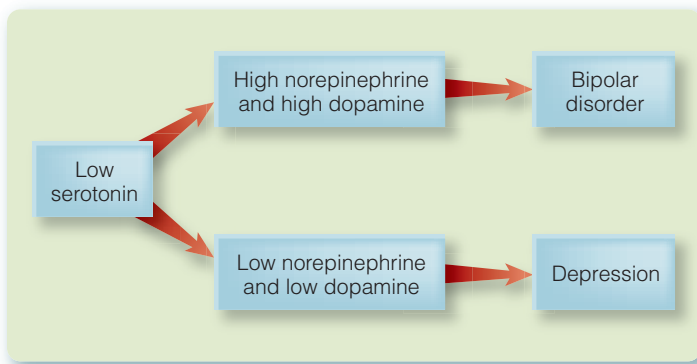 High norepinephrine
and high dopamine
Bipolar
disorder
Low
serotonin
Low norepinephrine
and low dopamine
Depression